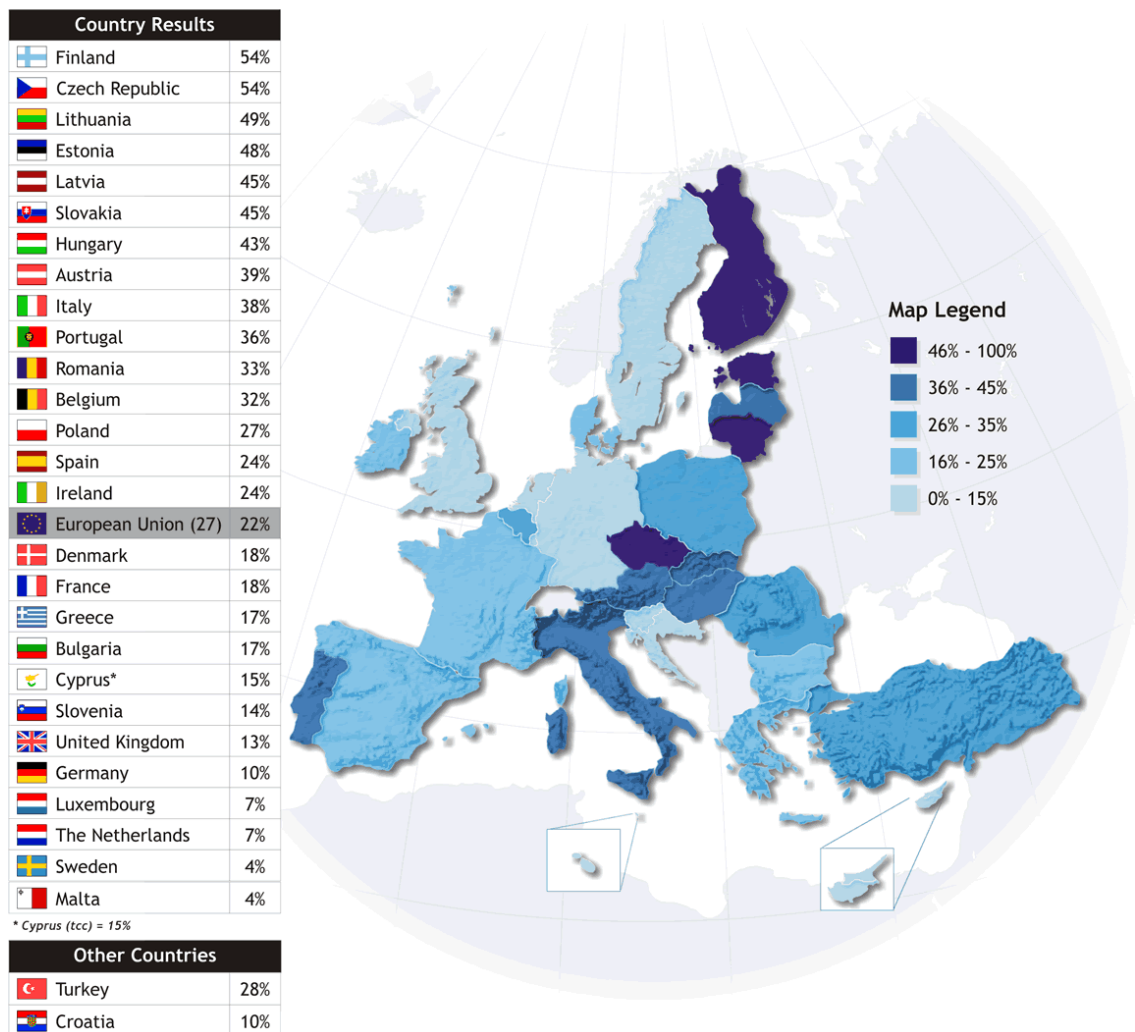 Country Results
Finland 54%
Czech Republic 54%
Lithuania 49%
Estonia 48%
Latvia 45%
Slovakia 45%
Hungary 43%
Austria 39%
Italy 38%
Portugal 36%
Romania 33%
Belgium 32%
Poland 27%
Spain 24%
Ireland 24%
European Union (27) 22%
Denmark 18%
France 18%
Greece 17%
Bulgaria 17%
Cyprus* 15%
Slovenia 14%
United Kingdom 13%
Germany 10%
Luxembourg 7%
The Netherlands 7%
Sweden 4%
Malta 4%
* Cyprus (tcc) = 15%
Other Countries
Turkey 28%
Croatia 10%
Map Legend
46% - 100%
36% - 45%
26% - 35%
16% - 25%
0% - 15%